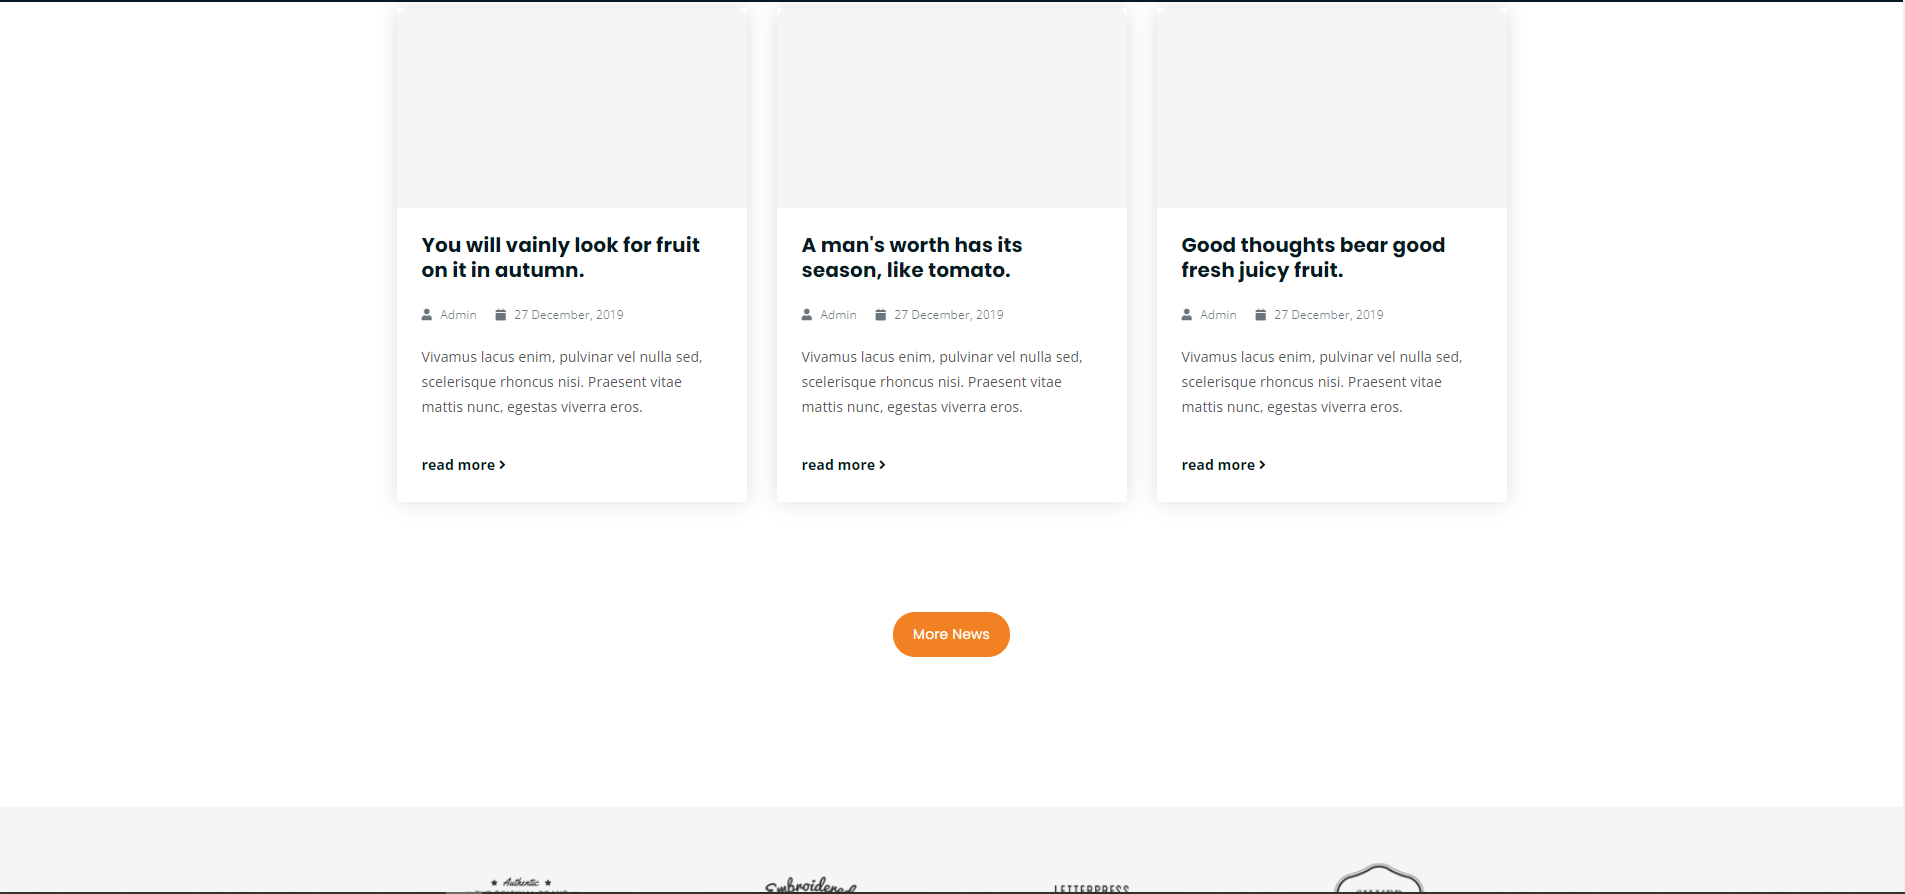 You will vainly look for fruit
on it in autumn.
Admin 27 December, 2019
Vivamus lacus enim, pulvinar vel nulla sed,
scelerisque rhoncus nisi. Praesent vitae
mattis nunc, egestas viverra eros.
read more
A man's worth has its
season, like tomato.
Admin 27 December, 2019
Vivamus lacus enim, pulvinar vel nulla sed,
scelerisque rhoncus nisi. Praesent vitae
mattis nunc, egestas viverra eros.
read more
Good thoughts bear good
fresh juicy fruit.
Admin 27 December, 2019
Vivamus lacus enim, pulvinar vel nulla sed,
scelerisque rhoncus nisi. Praesent vitae
mattis nunc, egestas viverra eros.
read more
More News
Authentic
Embroidered
LETTERPRESS